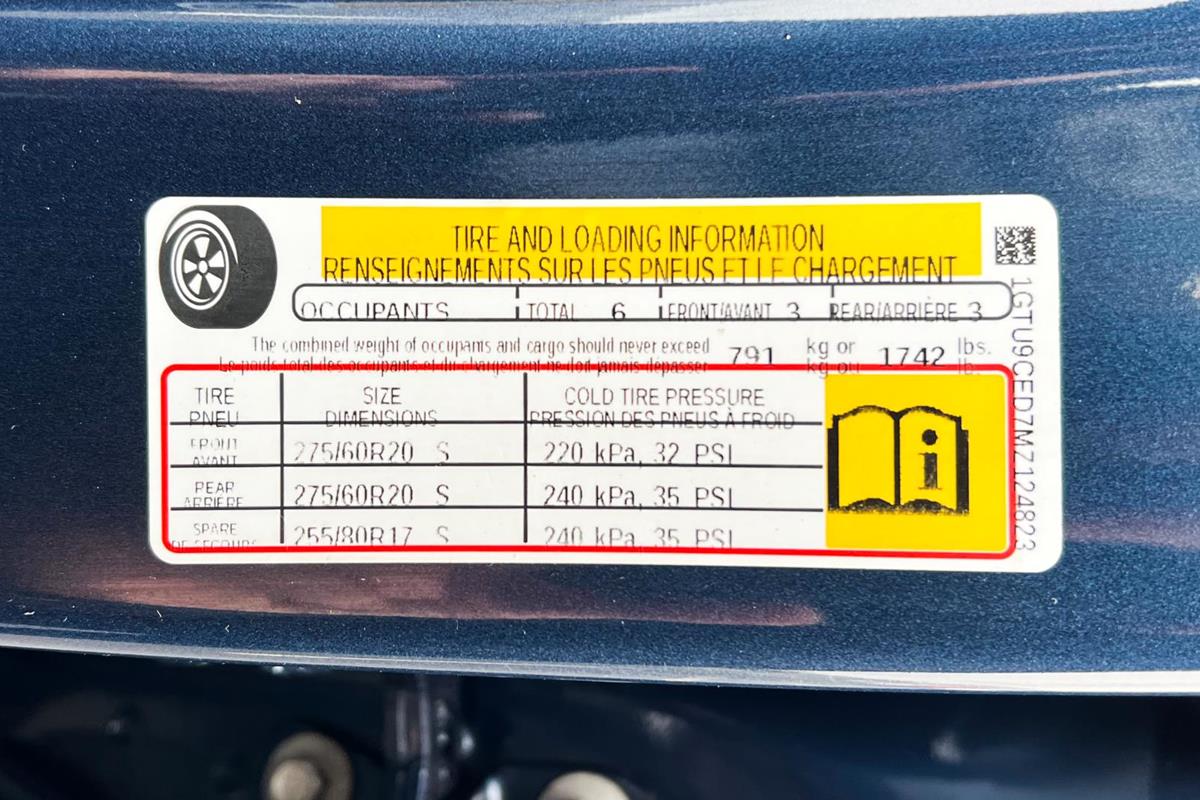 TIRE AND LOADING INFORMATION
RENSEIGNEMENTS SUR LES PNEUS ET LE CHARGEMENT
OCCUPANTS TOTAL 6 FRONT/AVANT 3 REAR/ARRIÈRE 3
The combined weight of occupants and cargo should never exceed 791 kg or 1742 lbs.
Le poids total des occupants et du chargement ne doit jamais dépasser kg ou lb.
TIRE SIZE COLD TIRE PRESSURE
PNEU DIMENSIONS PRESSION DES PNEUS À FROID
FRONT
AVANT 275/60R20 S 220 kPa, 32 PSI
REAR
ARRIERE 275/60R20 S 240 kPa, 35 PSI
SPARE
DE SECOURS 255/80R17 S 240 kPa, 35 PSI
i
1GTU9CED7MZ124823